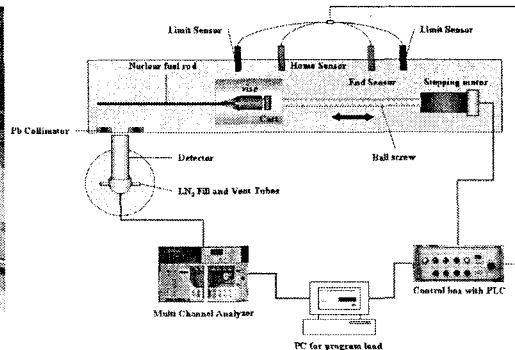 Limit Sensor
Limit Sensor
Home Sensor
End Sensor
Stepping motor
Nuclear fuel rod
vise
Cart
Pb Collimator
Ball screw
Detector
LN₂ Fill and Vent Tubes
Multi Channel Analyzer
Control box with PLC
PC for program load